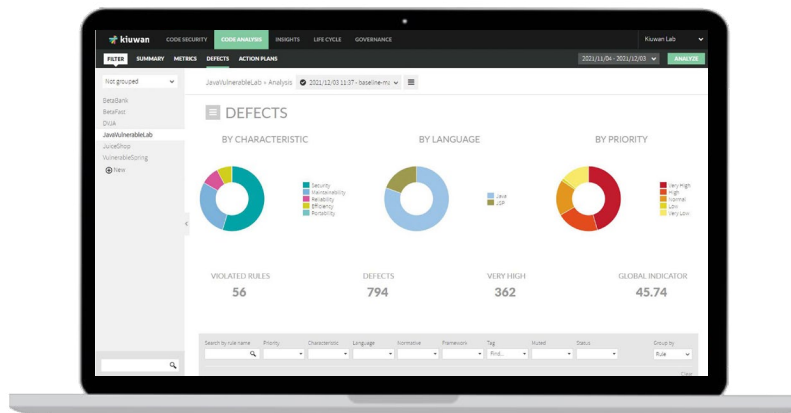 kiuwan CODE SECURITY CODE ANALYSIS INSIGHTS LIFE CYCLE GOVERNANCE Kiuwan Lab
FILTER SUMMARY METRICS DEFECTS ACTION PLANS 2021/11/04 - 2021/12/03 ANALYZE
Not grouped
JavaVulnerableLab > Analysis 2021/12/03 11:37 - baseline-ma
BetaBank
BetaFast
DVJA
JavaVulnerableLab
JuiceShop
VulnerableSpring
New
DEFECTS
BY CHARACTERISTIC
Security
Maintainability
Reliability
Efficiency
Portability
BY LANGUAGE
Java
JSP
BY PRIORITY
Very High
High
Normal
Low
Very Low
VIOLATED RULES DEFECTS VERY HIGH GLOBAL INDICATOR
56 794 362 45.74
Search by rule name Priority Characteristic Language Normative Framework Tag Muted Status Group by
Find... Rule
Clear